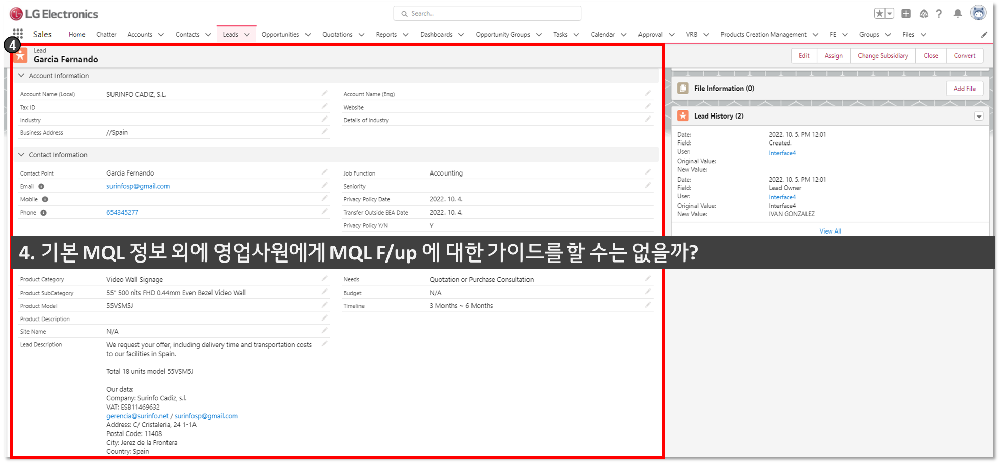 LG Electronics
Search...
Sales
Home
Chatter
Accounts
Contacts
Leads
Opportunities
Quotations
Reports
Dashboards
Opportunity Groups
Tasks
Calendar
Approval
VRB
Products Creation Management
FE
Groups
Files
4
Lead
Garcia Fernando
Edit
Assign
Change Subsidiary
Close
Convert
Account Information
Account Name (Local) SURINFO CADIZ, S.L.
Account Name (Eng)
Tax ID
Website
Industry
Details of Industry
Business Address //Spain
Contact Information
Contact Point Garcia Fernando
Job Function Accounting
Email surinfosp@gmail.com
Seniority
Mobile
Privacy Policy Date 2022. 10. 4.
Phone 654345277
Transfer Outside EEA Date 2022. 10. 4.
Privacy Policy Y/N Y
4. 기본 MQL 정보 외에 영업사원에게 MQL F/up 에 대한 가이드를 할 수는 없을까?
Product Category Video Wall Signage
Needs Quotation or Purchase Consultation
Product SubCategory 55" 500 nits FHD 0.44mm Even Bezel Video Wall
Budget N/A
Product Model 55VSM5J
Timeline 3 Months ~ 6 Months
Product Description
Site Name N/A
Lead Description We request your offer, including delivery time and transportation costs
to our facilities in Spain.
Total 18 units model 55VSM5J
Our data:
Company: Surinfo Cadiz, s.l.
VAT: ESB11469632
gerencia@surinfo.net / surinfosp@gmail.com
Address: C/ Cristaleria, 24 1-1A
Postal Code: 11408
City: Jerez de la Frontera
Country: Spain
File Information (0)
Add File
Lead History (2)
Date: 2022. 10. 5. PM 12:01
Field: Created.
User: Interface4
Original Value:
New Value:
Date: 2022. 10. 5. PM 12:01
Field: Lead Owner
User: Interface4
Original Value: Interface4
New Value: IVAN GONZALEZ
View All